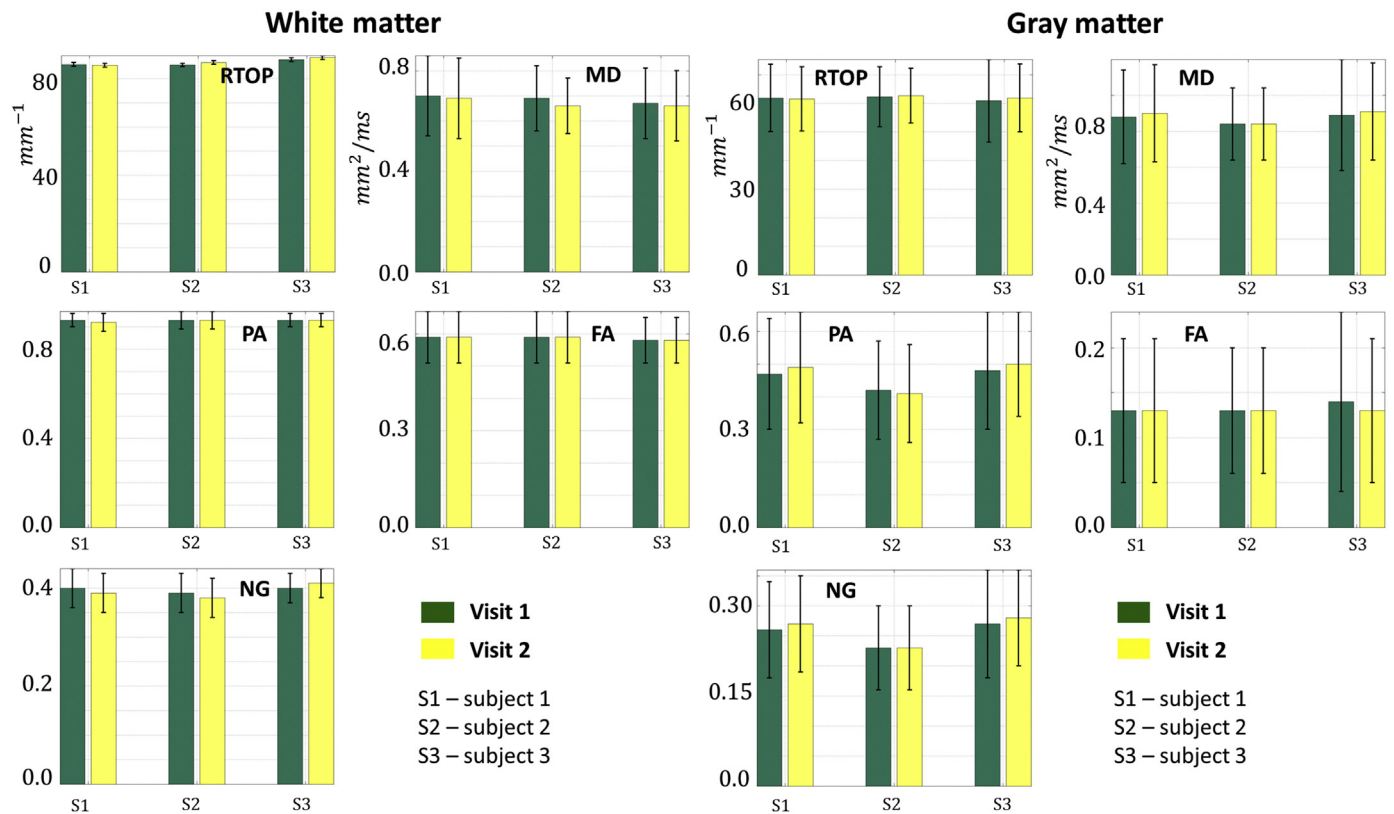 White matter
Gray matter
RTOP
mm⁻¹
80
40
0
S1 S2 S3
MD
mm²/ms
0.8
0.4
0.0
S1 S2 S3
RTOP
mm⁻¹
60
30
0
S1 S2 S3
MD
mm²/ms
0.8
0.4
0.0
S1 S2 S3
PA
0.8
0.4
0.0
S1 S2 S3
FA
0.6
0.3
0.0
S1 S2 S3
PA
0.6
0.3
0.0
S1 S2 S3
FA
0.2
0.1
0.0
S1 S2 S3
NG
0.4
0.2
0.0
S1 S2 S3
Visit 1
Visit 2
S1 – subject 1
S2 – subject 2
S3 – subject 3
NG
0.30
0.15
0.0
S1 S2 S3
Visit 1
Visit 2
S1 – subject 1
S2 – subject 2
S3 – subject 3